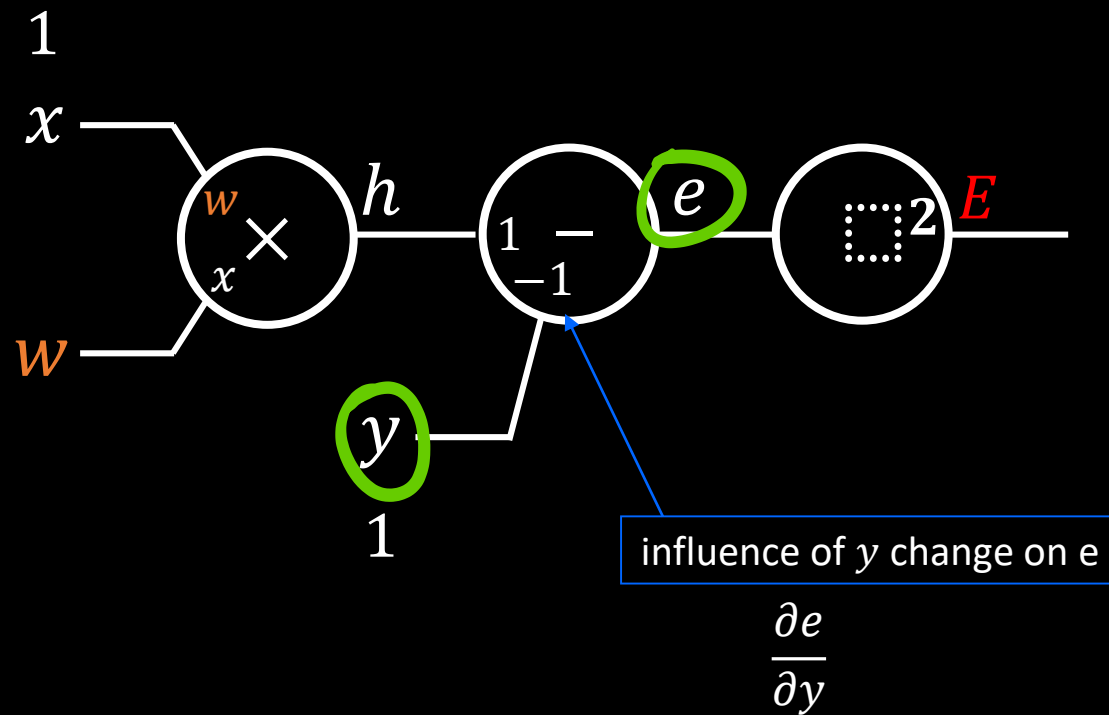 1
x
w
x
×
h
1 −
−1
e
2
E
w
y
1
influence of y change on e
∂e
∂y